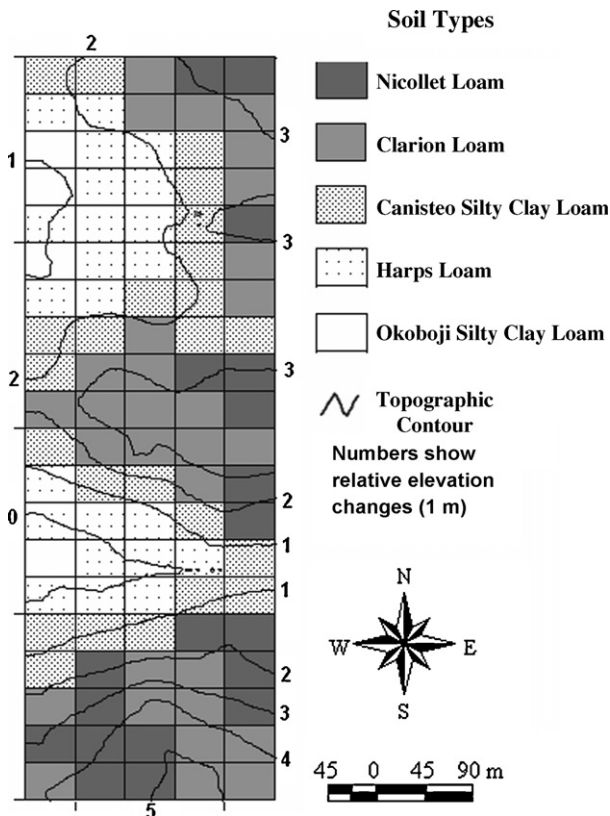 Soil Types
2
Nicollet Loam
3
Clarion Loam
1
Canisteo Silty Clay Loam
3
Harps Loam
Okoboji Silty Clay Loam
3
2
Topographic
Contour
Numbers show
relative elevation
changes (1 m)
2
0
1
1
N
W E
S
2
3
4
45 0 45 90 m
5